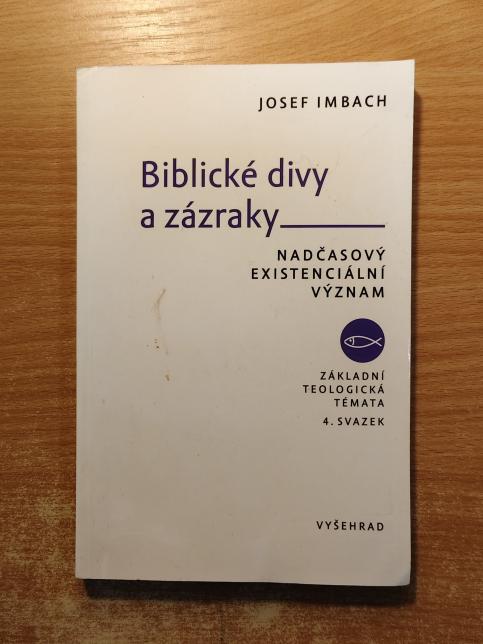 JOSEF IMBACH
Biblické divy
a zázraky
NADČASOVÝ
EXISTENCIÁLNÍ
VÝZNAM
ZÁKLADNÍ
TEOLOGICKÁ
TÉMATA
4. SVAZEK
VYŠEHRAD